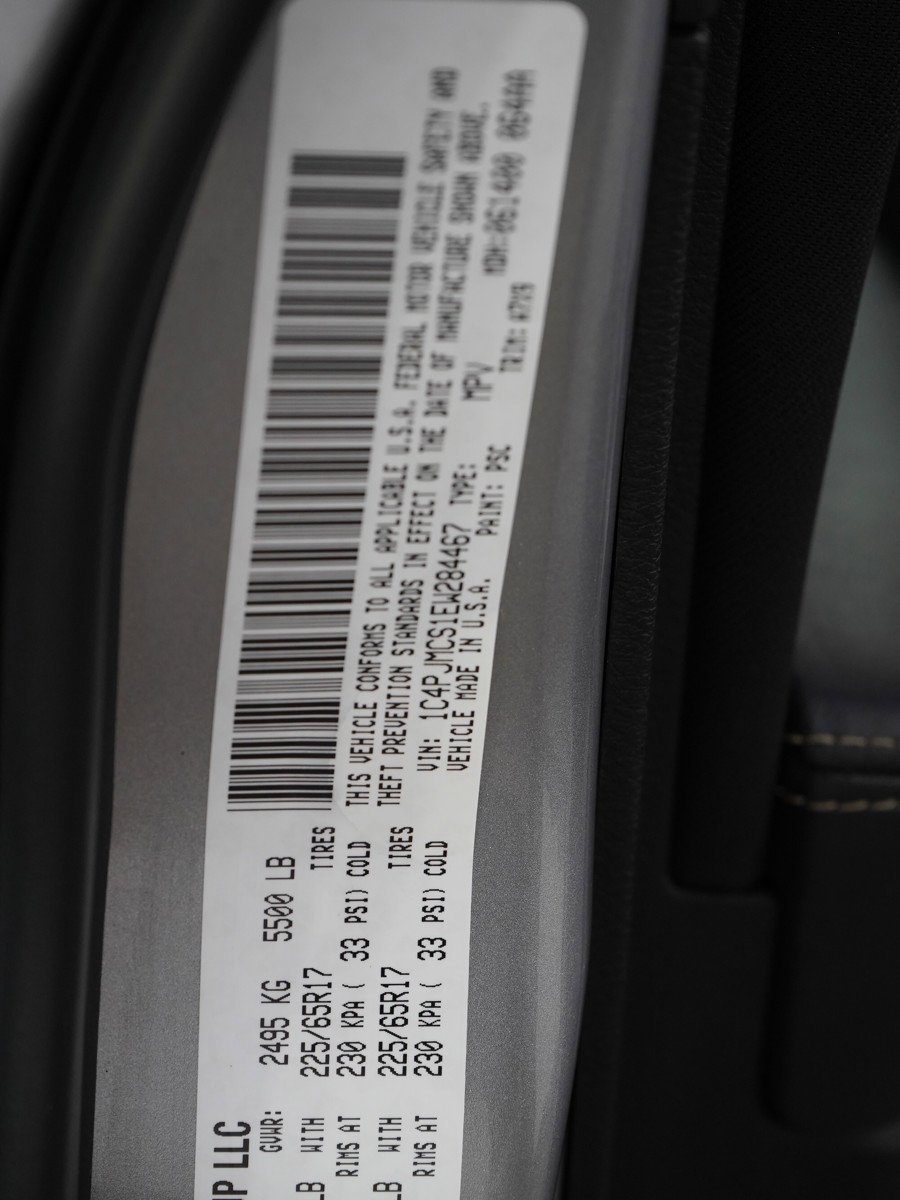 P LLC
GVWR: 2495 KG 5500 LB
LB WITH 225/65R17 TIRES
RIMS AT 230 KPA ( 33 PSI) COLD
LB WITH 225/65R17 TIRES
RIMS AT 230 KPA ( 33 PSI) COLD
THIS VEHICLE CONFORMS TO ALL APPLICABLE U.S.A. FEDERAL MOTOR VEHICLE SAFETY AND
THEFT PREVENTION STANDARDS IN EFFECT ON THE DATE OF MANUFACTURE SHOWN ABOVE.
VIN: 1C4PJMCS1EW284467 TYPE: MPV MDH:061400 064AA
VEHICLE MADE IN U.S.A. PAINT: PSC TRIM: